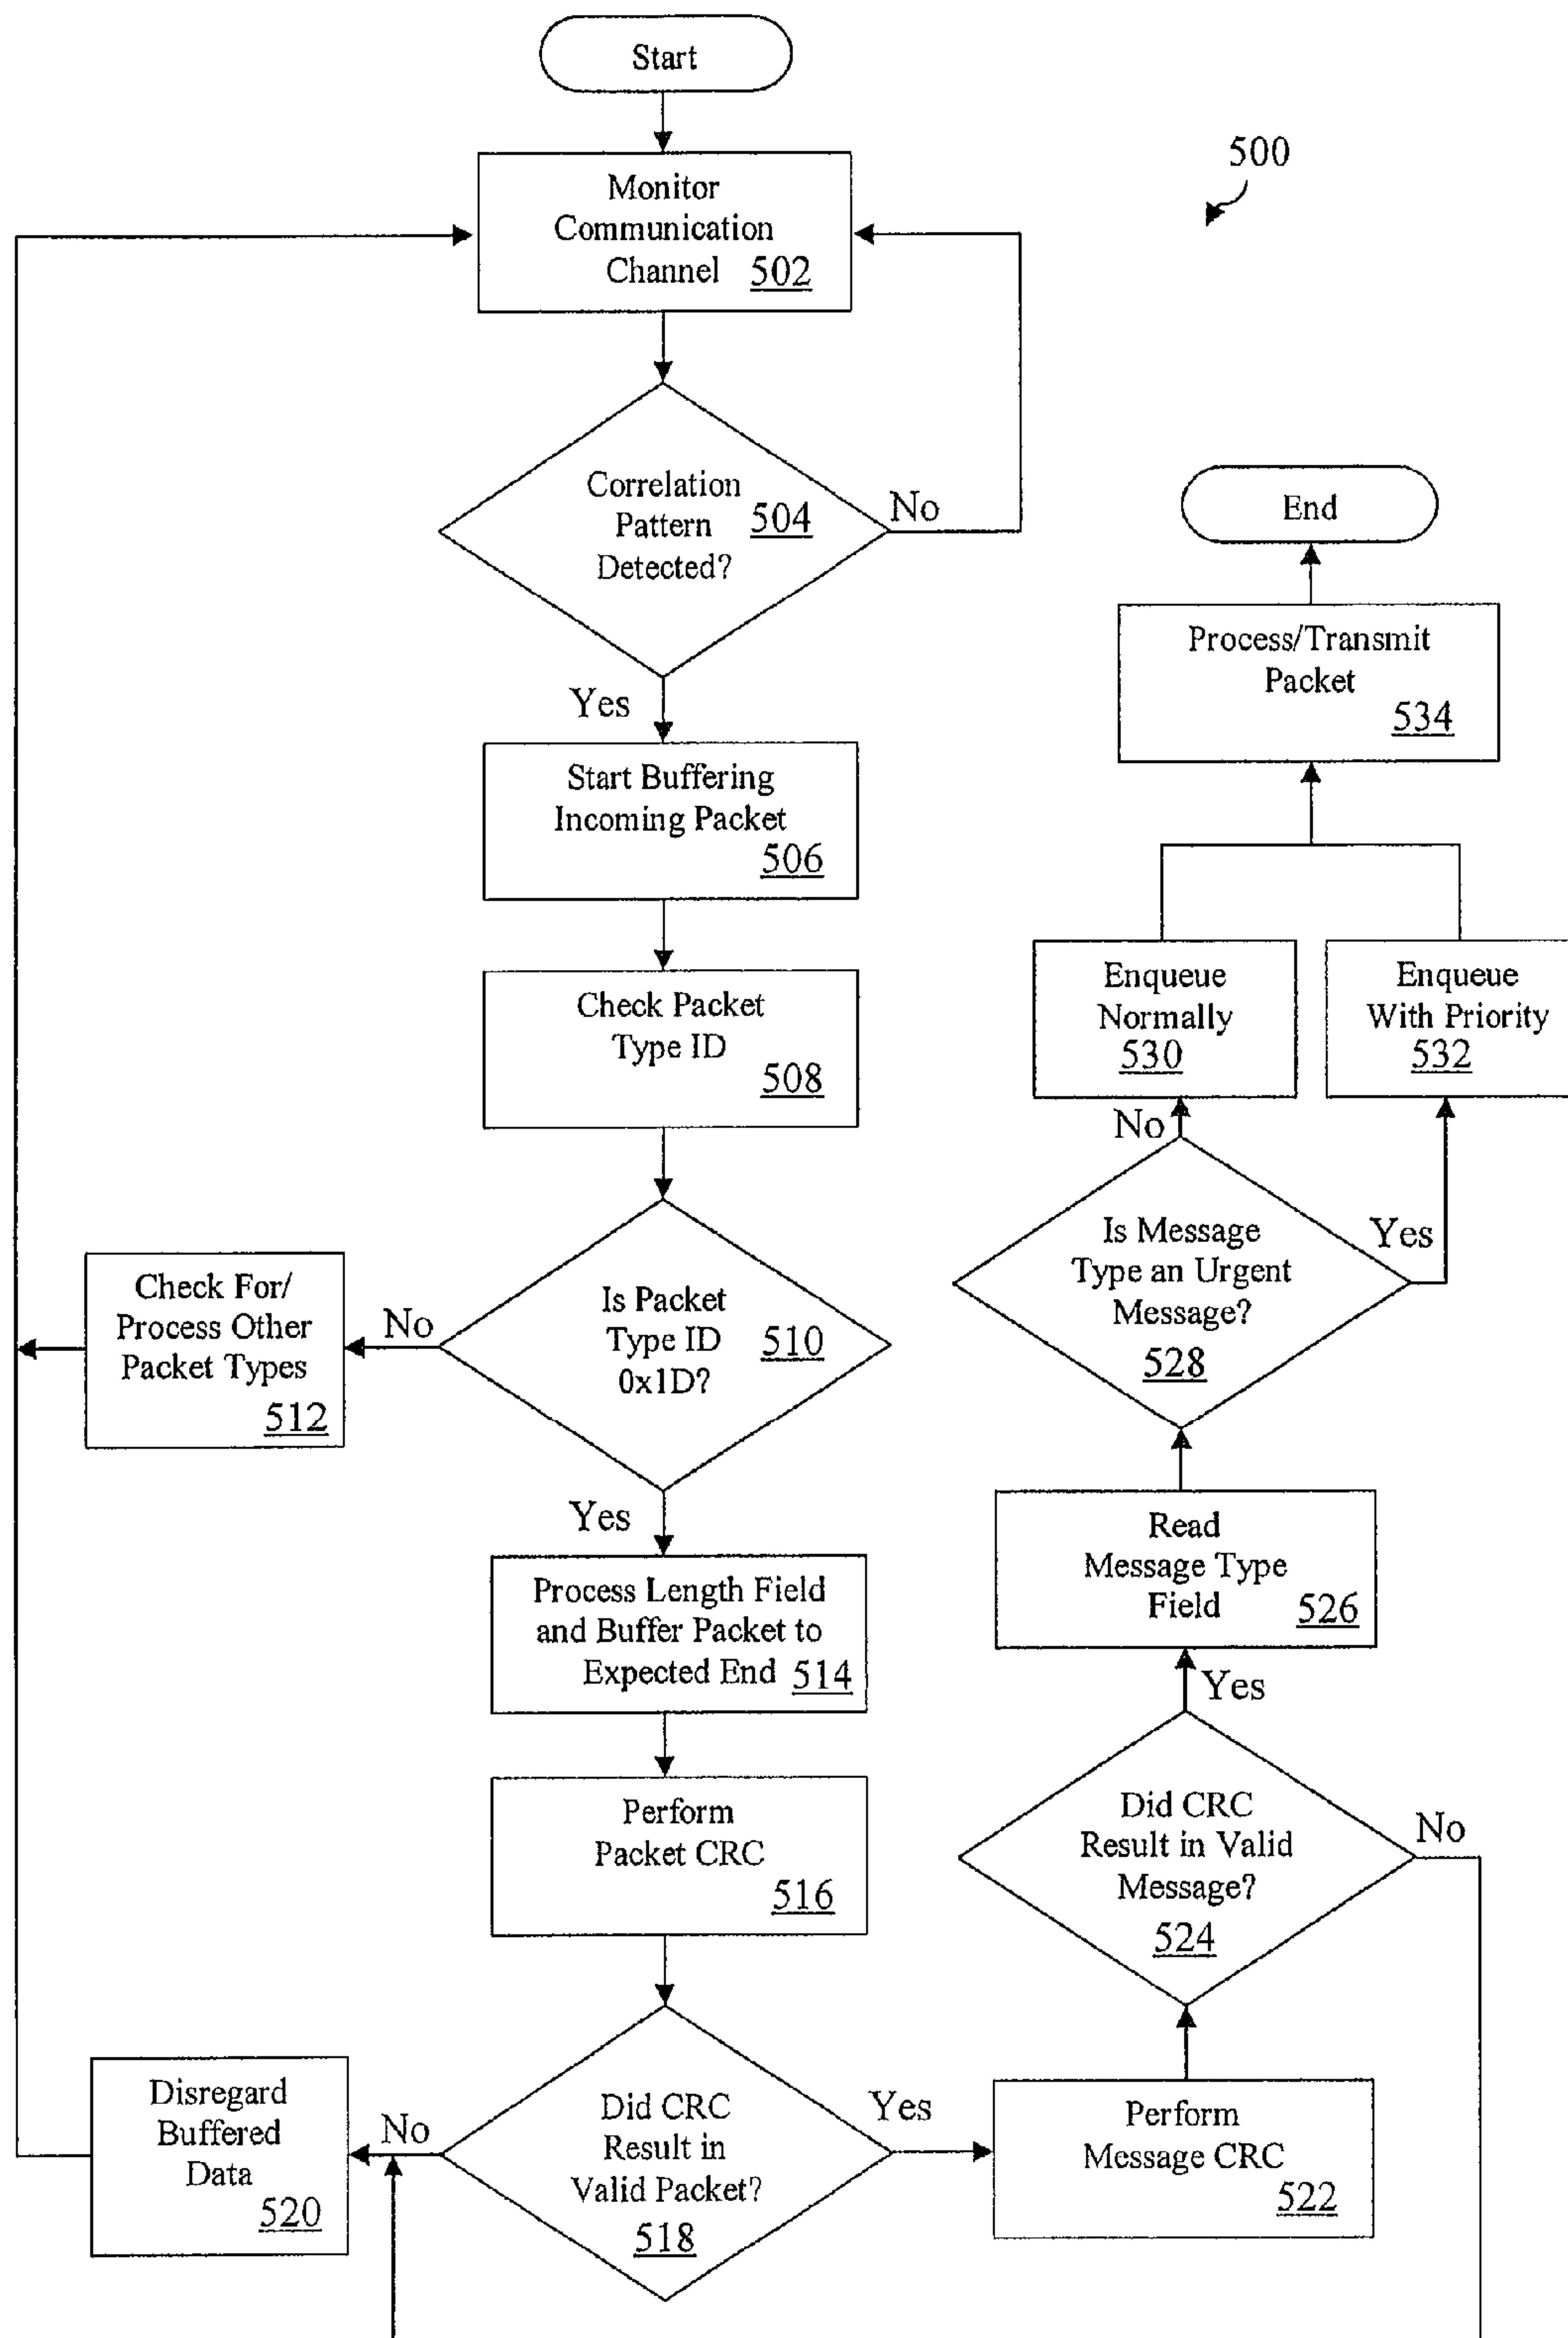 Start
500
Monitor
Communication
Channel 502
Correlation
Pattern 504
Detected?
No
Yes
Start Buffering
Incoming Packet
506
Check Packet
Type ID
508
Is Packet
Type ID 510
0x1D?
No
Check For/
Process Other
Packet Types
512
Yes
Process Length Field
and Buffer Packet to
Expected End 514
Perform
Packet CRC
516
Did CRC
Result in
Valid Packet?
518
No
Disregard
Buffered
Data
520
Yes
Perform
Message CRC
522
Did CRC
Result in Valid
Message?
524
No
Yes
Read
Message Type
Field 526
Is Message
Type an Urgent
Message?
528
No
Yes
Enqueue
Normally
530
Enqueue
With Priority
532
Process/Transmit
Packet
534
End